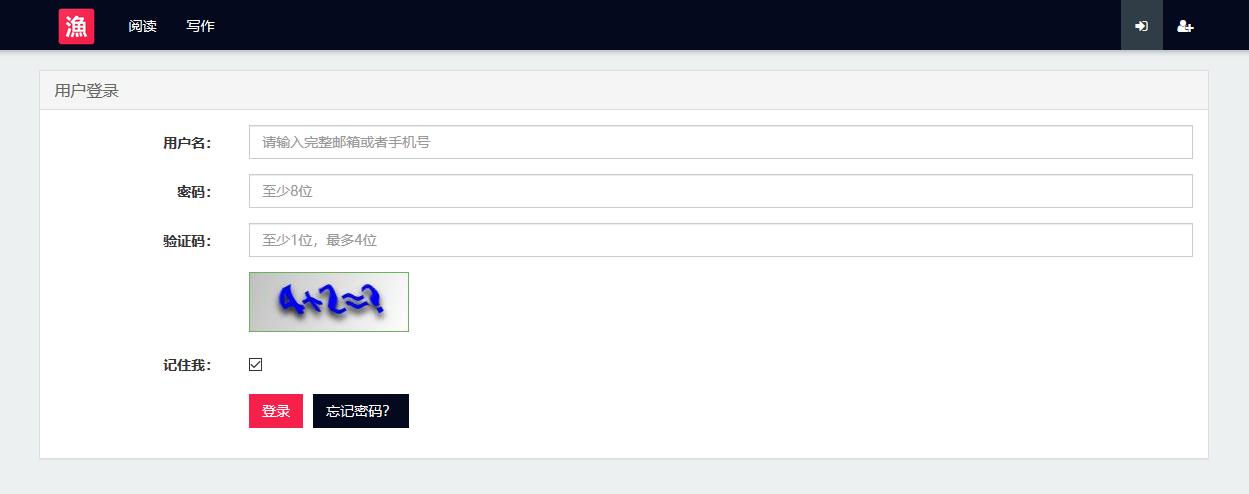 漁 阅读 写作
用户登录
用户名：
请输入完整邮箱或者手机号
密码：
至少8位
验证码：
至少1位，最多4位
4+2=?
记住我：
登录 忘记密码？